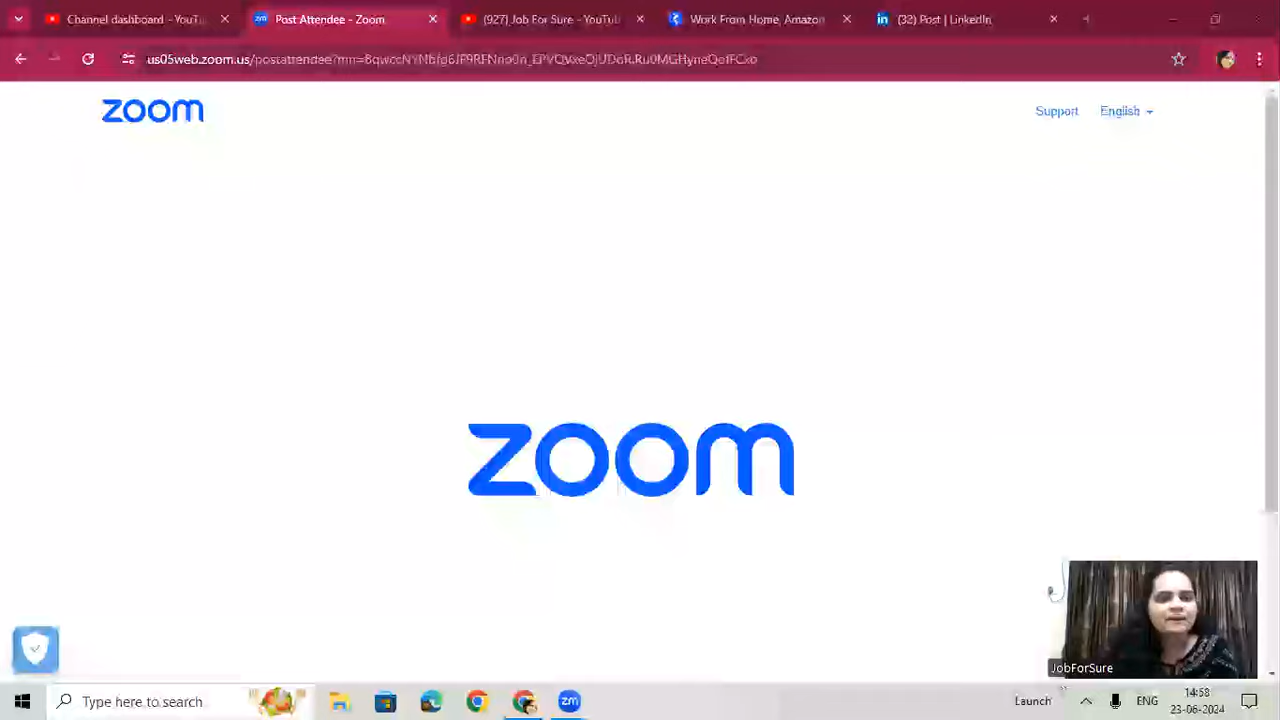 Channel dashboard - YouTu
Post Attendee - Zoom
(927) Job For Sure - YouTub
Work From Home, Amazon
(32) Post | LinkedIn
zoom
Support
English
zoom
JobForSure
Type here to search
zm
Launch
ENG
14:58
23-06-2024